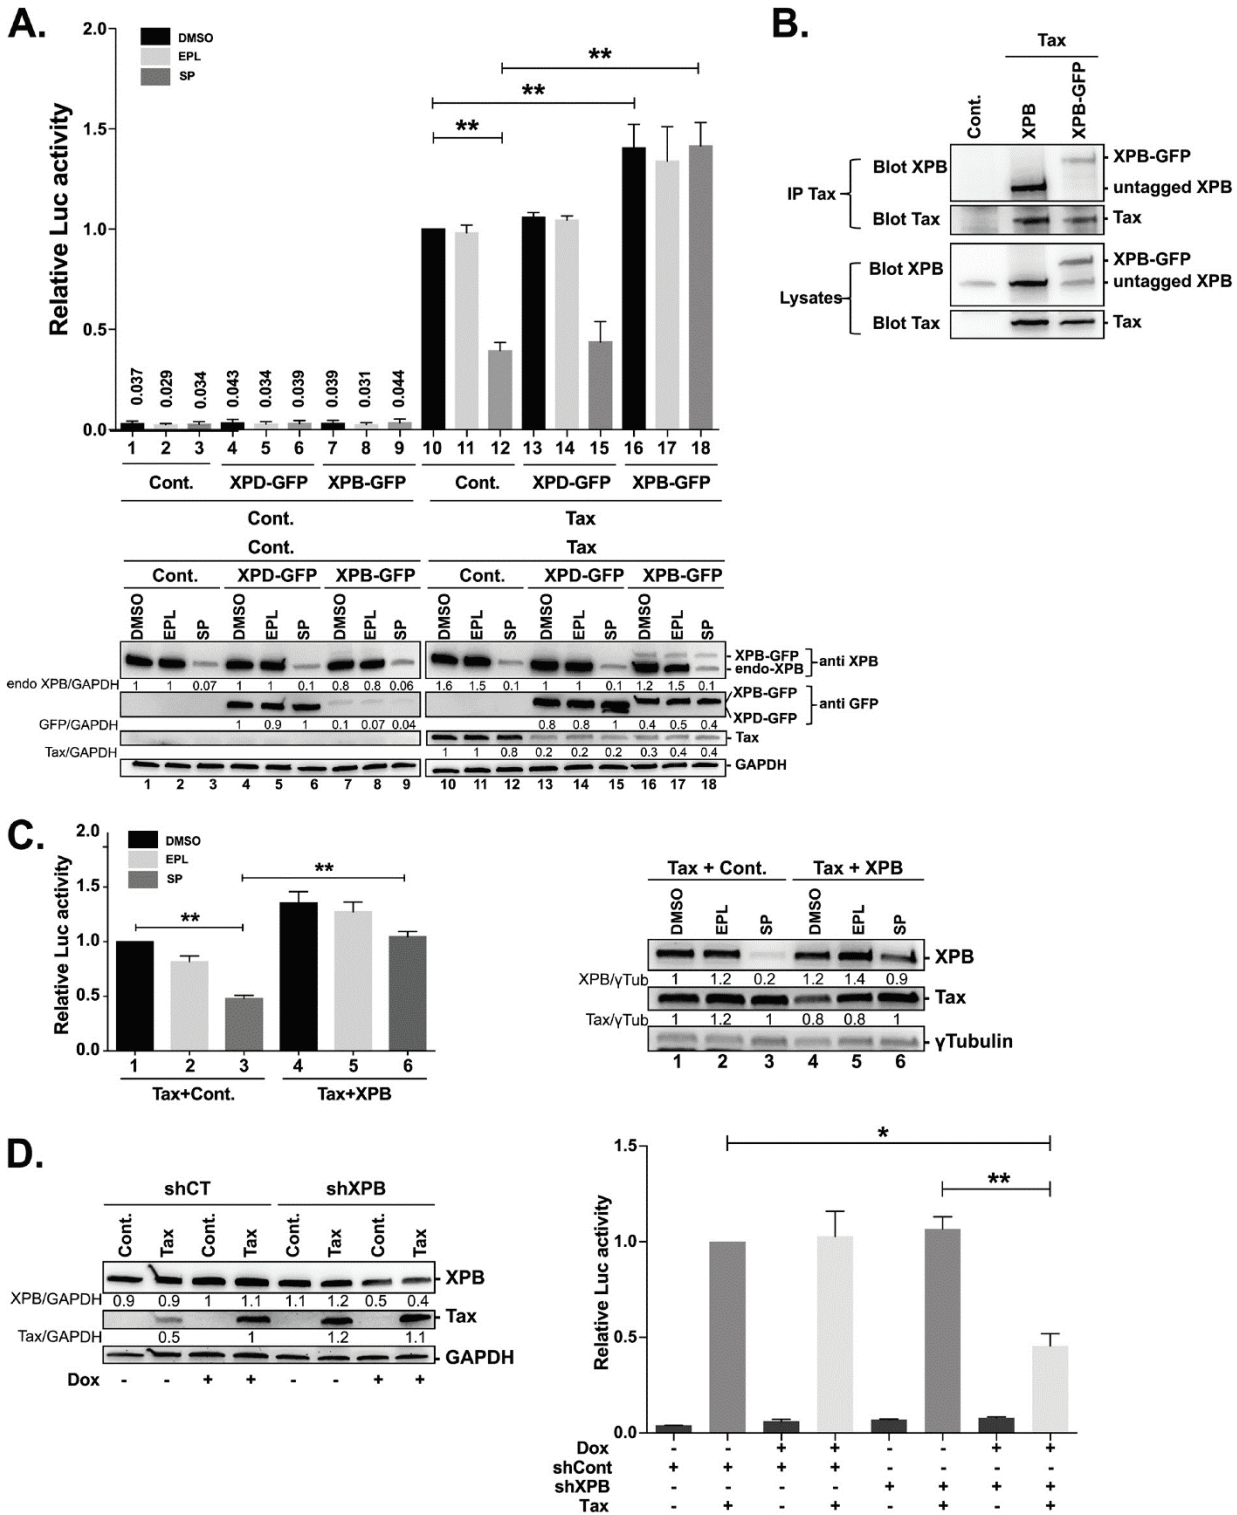 A.
2.0
1.5
1.0
0.5
0.0
Relative Luc activity
DMSO
EPL
SP
**
**
**
0.037 0.029 0.034 0.043 0.034 0.039 0.039 0.031 0.044
1 2 3 4 5 6 7 8 9 10 11 12 13 14 15 16 17 18
Cont. XPD-GFP XPB-GFP Cont. XPD-GFP XPB-GFP
Cont. Tax
Cont. Tax
Cont. XPD-GFP XPB-GFP Cont. XPD-GFP XPB-GFP
DMSO EPL SP DMSO EPL SP DMSO EPL SP DMSO EPL SP DMSO EPL SP DMSO EPL SP
XPB-GFP
endo-XPB
anti XPB
endo XPB/GAPDH 1 1 0.07 1 1 0.1 0.8 0.8 0.06 1.6 1.5 0.1 1 1 0.1 1.2 1.5 0.1
XPB-GFP
XPD-GFP
anti GFP
GFP/GAPDH 1 0.9 1 0.1 0.07 0.04 0.8 0.8 1 0.4 0.5 0.4
Tax
Tax/GAPDH 1 1 0.8 0.2 0.2 0.2 0.3 0.4 0.4
GAPDH
1 2 3 4 5 6 7 8 9 10 11 12 13 14 15 16 17 18
B.
Tax
Cont. XPB XPB-GFP
IP Tax
Blot XPB
XPB-GFP
untagged XPB
Blot Tax
Tax
Lysates
Blot XPB
XPB-GFP
untagged XPB
Blot Tax
Tax
C.
2.0
1.5
1.0
0.5
0.0
Relative Luc activity
DMSO
EPL
SP
**
**
1 2 3 4 5 6
Tax+Cont. Tax+XPB
Tax + Cont. Tax + XPB
DMSO EPL SP DMSO EPL SP
XPB
XPB/γTub 1 1.2 0.2 1.2 1.4 0.9
Tax
Tax/γTub 1 1.2 1 0.8 0.8 1
γTubulin
1 2 3 4 5 6
D.
shCT shXPB
Cont. Tax Cont. Tax Cont. Tax Cont. Tax
XPB
XPB/GAPDH 0.9 0.9 1 1.1 1.1 1.2 0.5 0.4
Tax
Tax/GAPDH 0.5 1 1.2 1.1
GAPDH
Dox - - + + - - + +
1.5
1.0
0.5
0.0
Relative Luc activity
*
**
Dox - - + + - - + +
shCont + + + + - - - -
shXPB - - - - + + + +
Tax - + - + - + - +